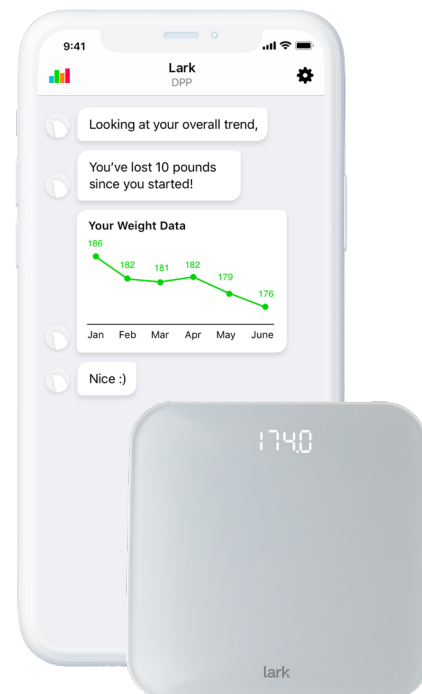 9:41
Lark
DPP
Looking at your overall trend,
You've lost 10 pounds
since you started!
Your Weight Data
186
182
181
182
179
176
Jan Feb Mar Apr May June
Nice :)
174.0
lark